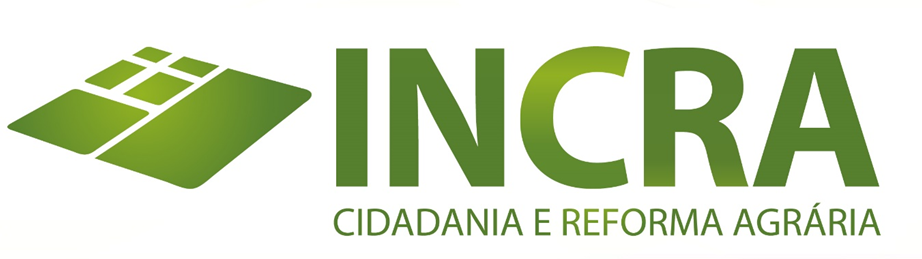 INCRA
CIDADANIA E REFORMA AGRÁRIA